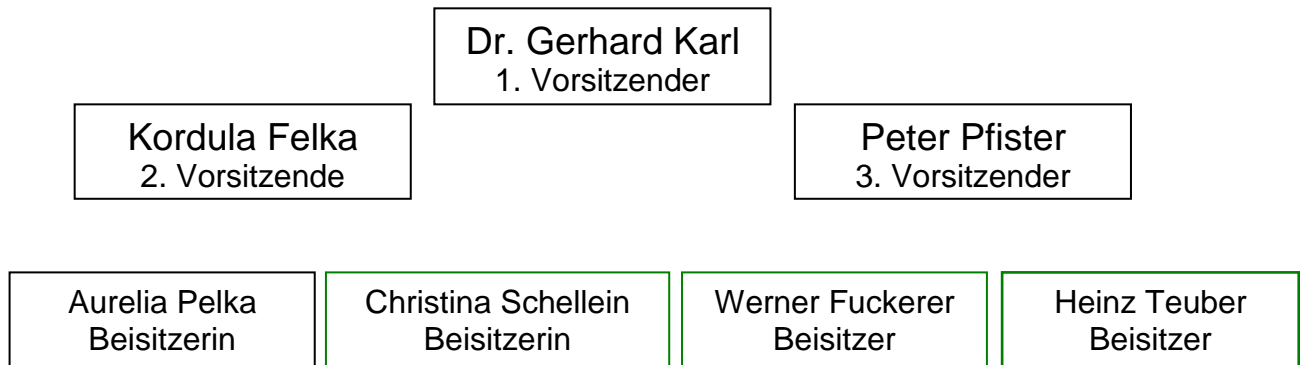 Dr. Gerhard Karl
1. Vorsitzender
Kordula Felka
2. Vorsitzende
Peter Pfister
3. Vorsitzender
Aurelia Pelka
Beisitzerin
Christina Schellein
Beisitzerin
Werner Fuckerer
Beisitzer
Heinz Teuber
Beisitzer